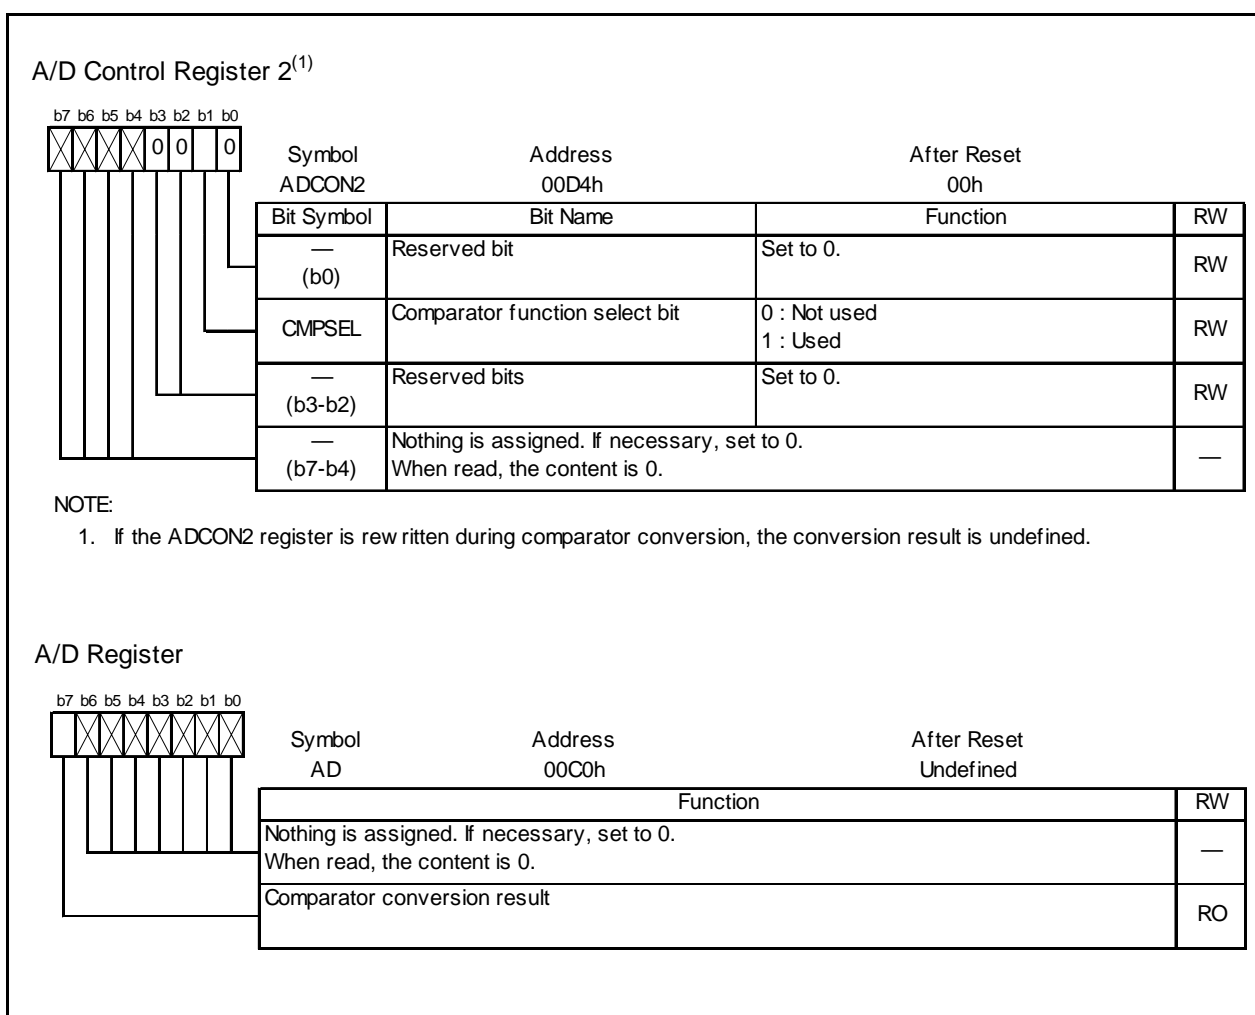 A/D Control Register 2(1)
b7 b6 b5 b4 b3 b2 b1 b0
0 0 0
Symbol Address After Reset
ADCON2 00D4h 00h
Bit Symbol Bit Name Function RW
— (b0) Reserved bit Set to 0. RW
CMPSEL Comparator function select bit 0 : Not used RW
1 : Used
— (b3-b2) Reserved bits Set to 0. RW
— (b7-b4) Nothing is assigned. If necessary, set to 0. —
When read, the content is 0.
NOTE:
1. If the ADCON2 register is rewritten during comparator conversion, the conversion result is undefined.
A/D Register
b7 b6 b5 b4 b3 b2 b1 b0
Symbol Address After Reset
AD 00C0h Undefined
Function RW
Nothing is assigned. If necessary, set to 0. —
When read, the content is 0.
Comparator conversion result RO